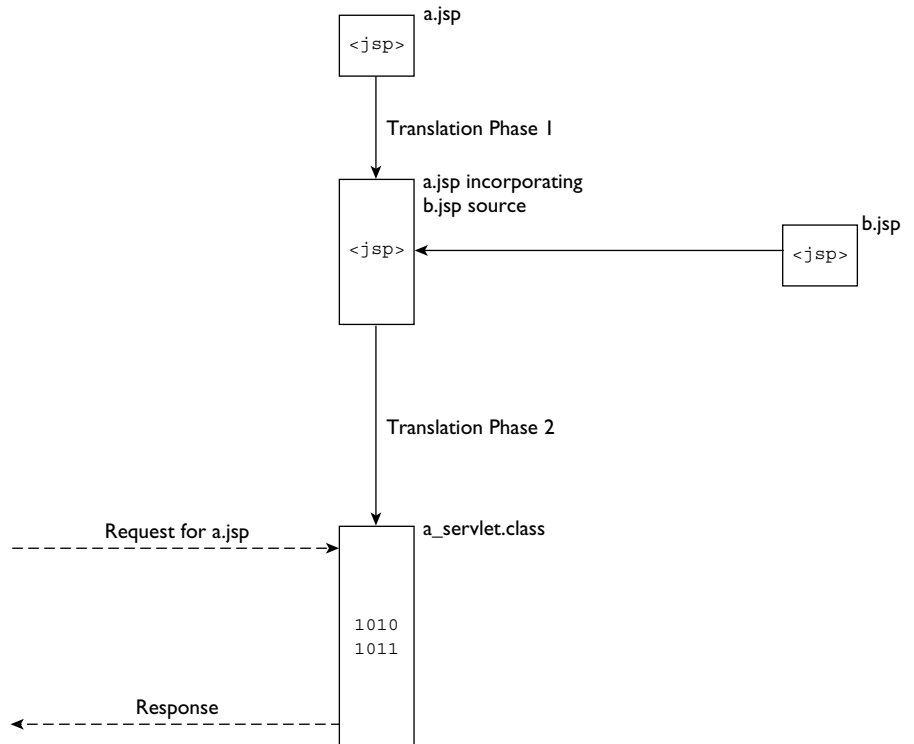 a.jsp
<jsp>
Translation Phase 1
a.jsp incorporating
b.jsp source
b.jsp
<jsp>
<jsp>
Translation Phase 2
a_servlet.class
Request for a.jsp
1010
1011
Response